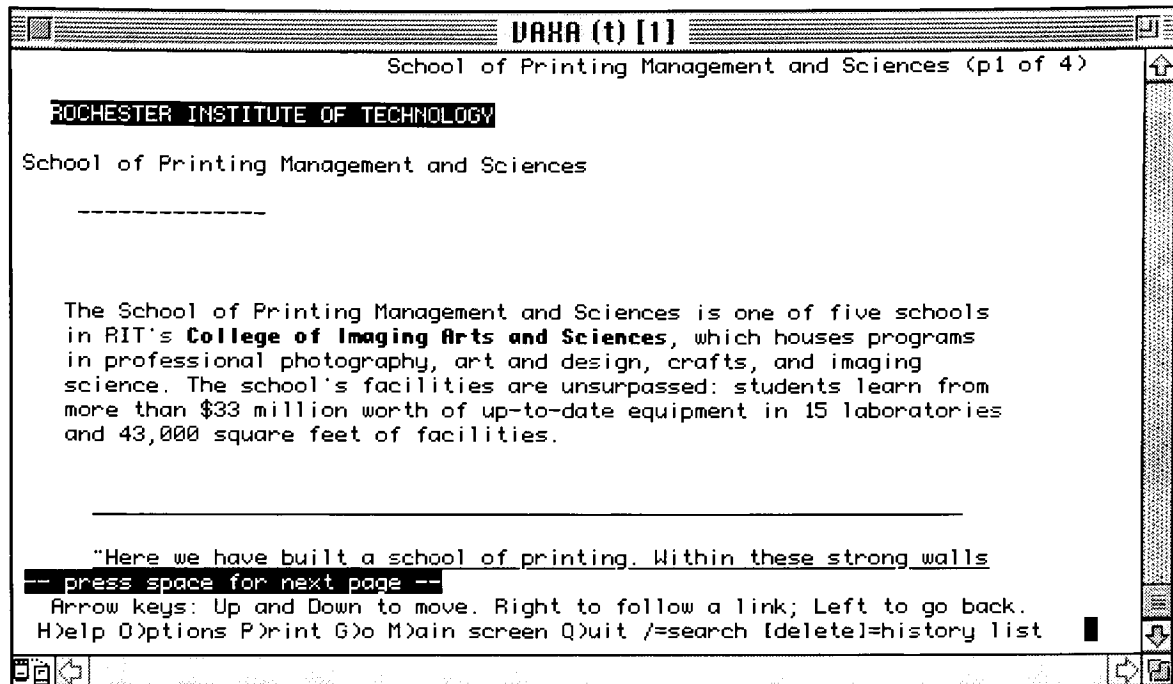 VAXA (t) [1]
School of Printing Management and Sciences (p1 of 4)
ROCHESTER INSTITUTE OF TECHNOLOGY
School of Printing Management and Sciences
--------------
The School of Printing Management and Sciences is one of five schools
in RIT's College of Imaging Arts and Sciences, which houses programs
in professional photography, art and design, crafts, and imaging
science. The school's facilities are unsurpassed: students learn from
more than $33 million worth of up-to-date equipment in 15 laboratories
and 43,000 square feet of facilities.
"Here we have built a school of printing. Within these strong walls
-- press space for next page --
Arrow keys: Up and Down to move. Right to follow a link; Left to go back.
H)elp O)ptions P)rint G)o M)ain screen Q)uit /=search [delete]=history list